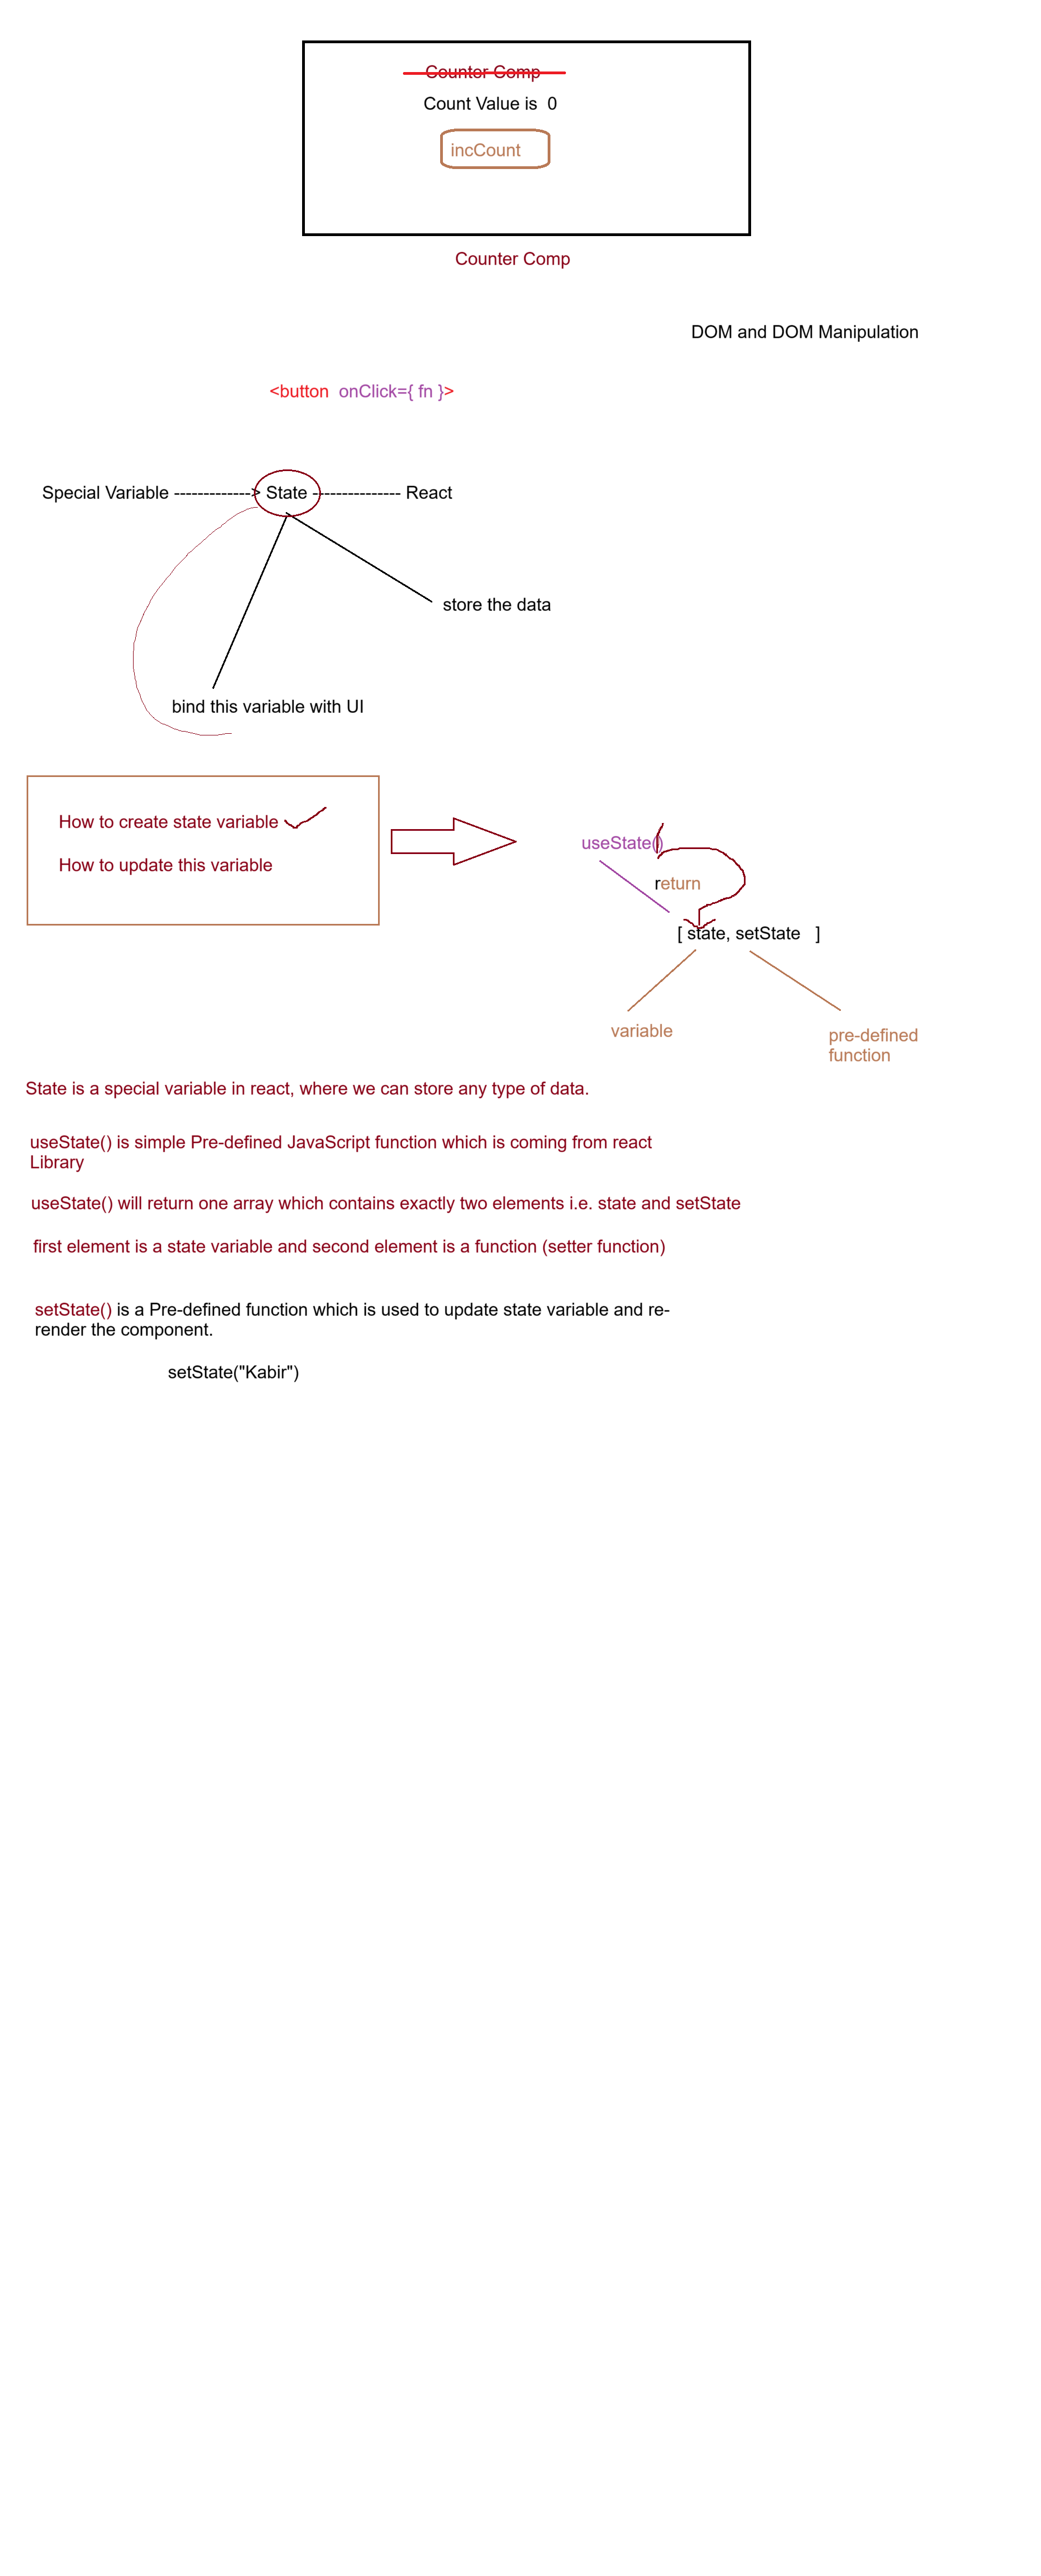 Counter Comp
Count Value is  0
incCount
Counter Comp
DOM and DOM Manipulation
<button  onClick={ fn }>
Special Variable -------------> State --------------- React
store the data
bind this variable with UI
How to create state variable
How to update this variable
useState()
return
[ state, setState   ]
variable
pre-defined
function
State is a special variable in react, where we can store any type of data.
useState() is simple Pre-defined JavaScript function which is coming from react
Library
useState() will return one array which contains exactly two elements i.e. state and setState
first element is a state variable and second element is a function (setter function)
setState() is a Pre-defined function which is used to update state variable and re-
render the component.
setState("Kabir")